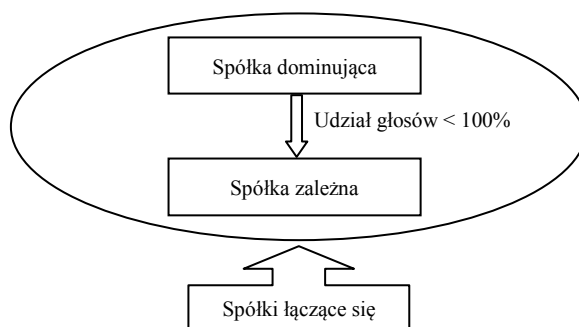 Spółka dominująca
Udział głosów < 100%
Spółka zależna
Spółki łączące się